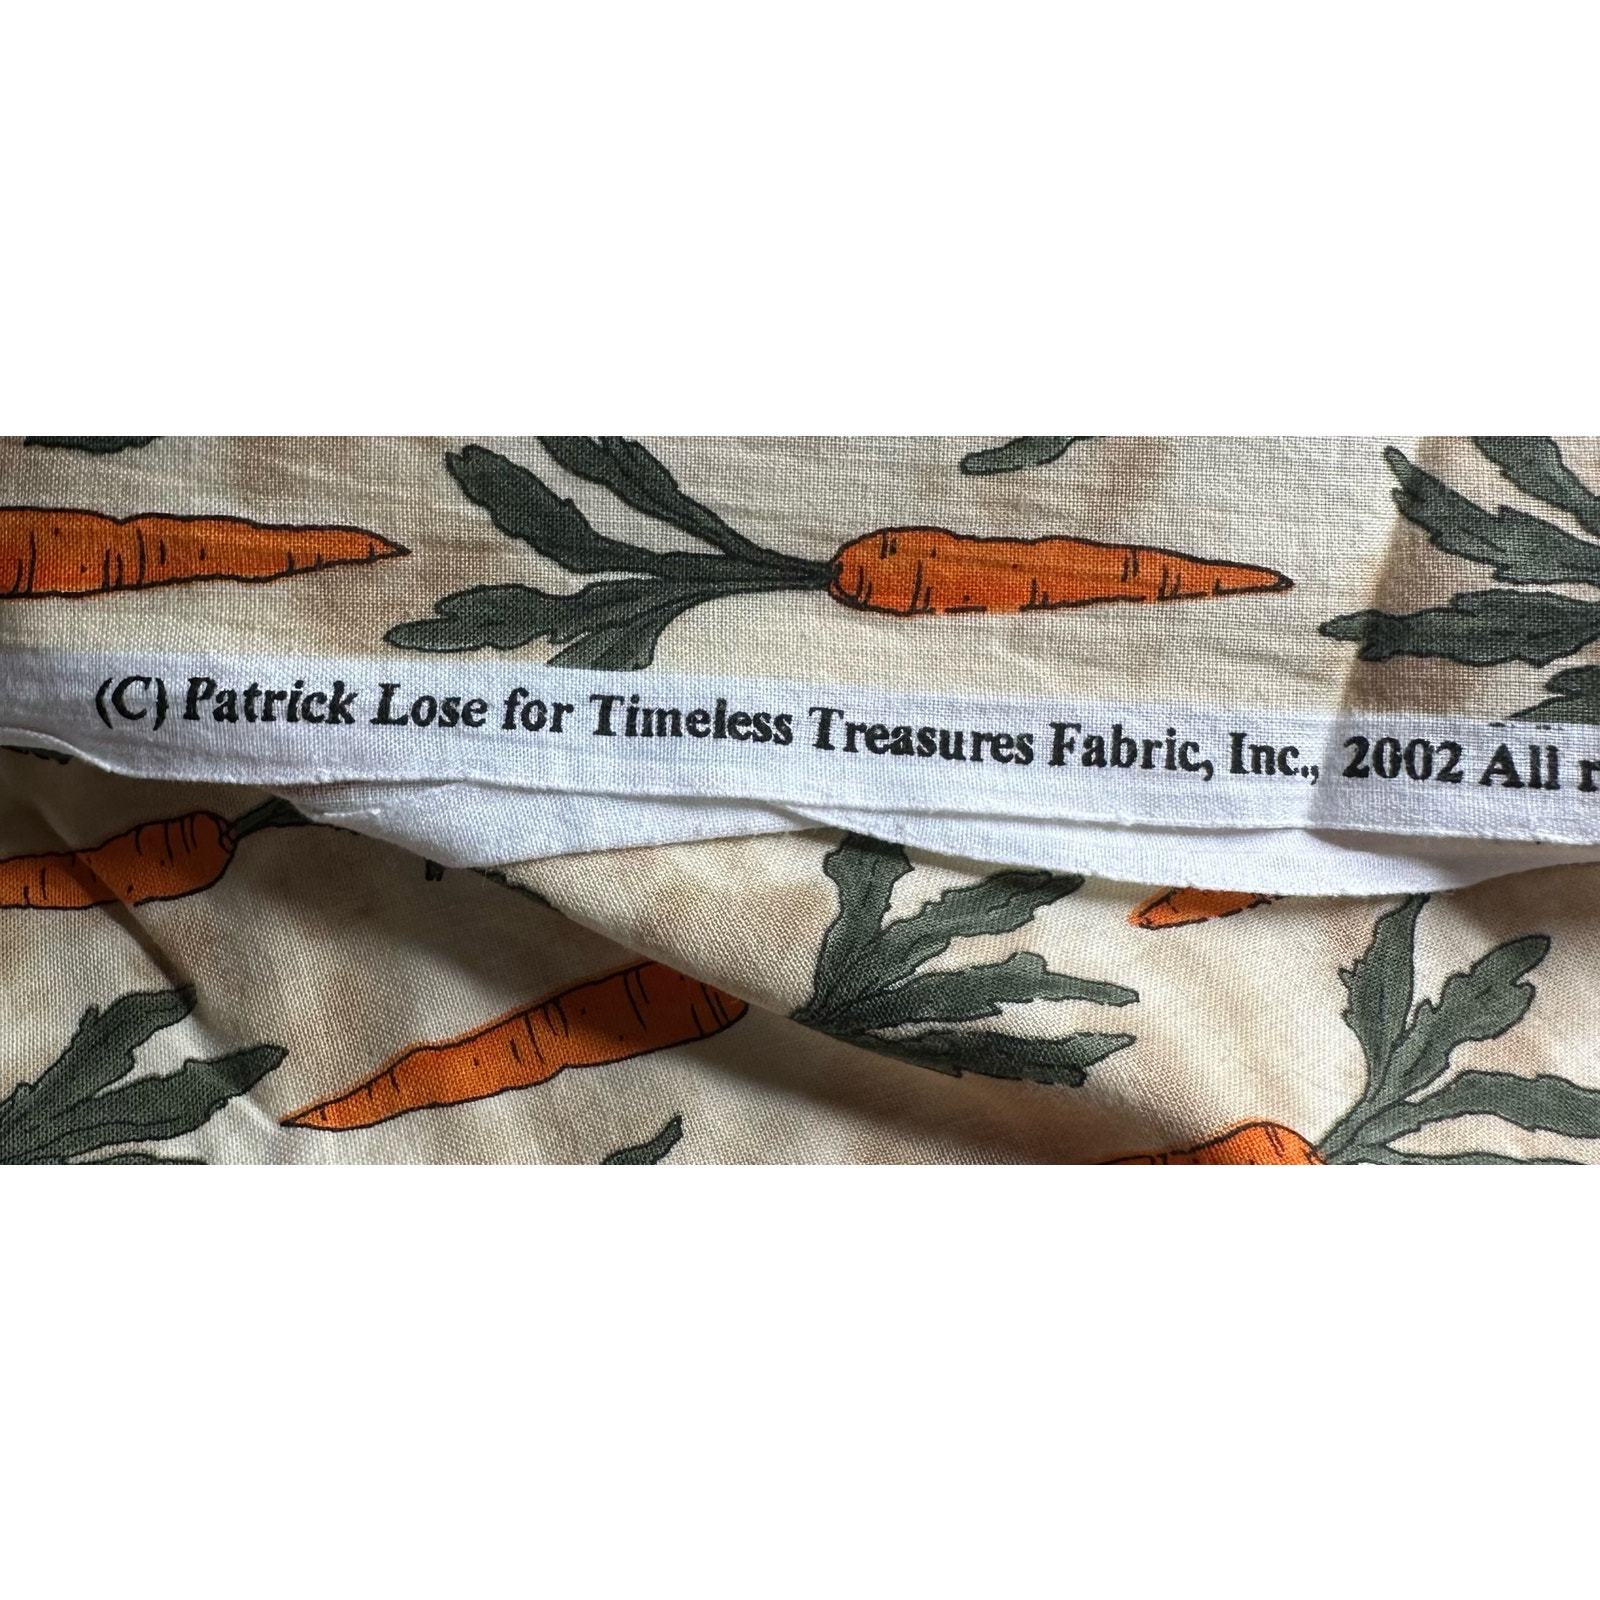 (C) Patrick Lose for Timeless Treasures Fabric, Inc., 2002 All